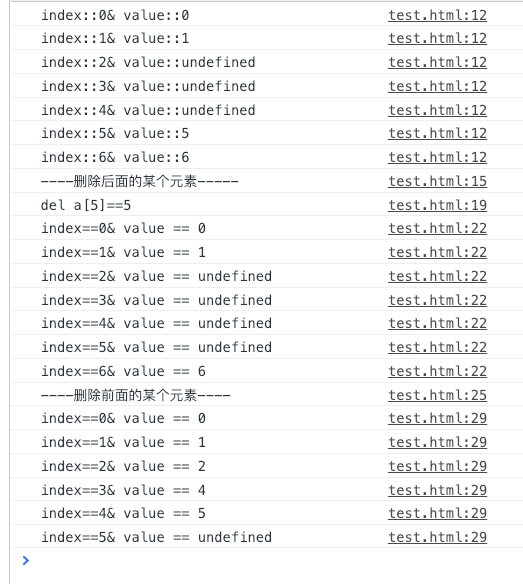 index::0& value::0 test.html:12
index::1& value::1 test.html:12
index::2& value::undefined test.html:12
index::3& value::undefined test.html:12
index::4& value::undefined test.html:12
index::5& value::5 test.html:12
index::6& value::6 test.html:12
----删除后面的某个元素----- test.html:15
del a[5]==5 test.html:19
index==0& value == 0 test.html:22
index==1& value == 1 test.html:22
index==2& value == undefined test.html:22
index==3& value == undefined test.html:22
index==4& value == undefined test.html:22
index==5& value == undefined test.html:22
index==6& value == 6 test.html:22
----删除前面的某个元素---- test.html:25
index==0& value == 0 test.html:29
index==1& value == 1 test.html:29
index==2& value == 2 test.html:29
index==3& value == 4 test.html:29
index==4& value == 5 test.html:29
index==5& value == undefined test.html:29